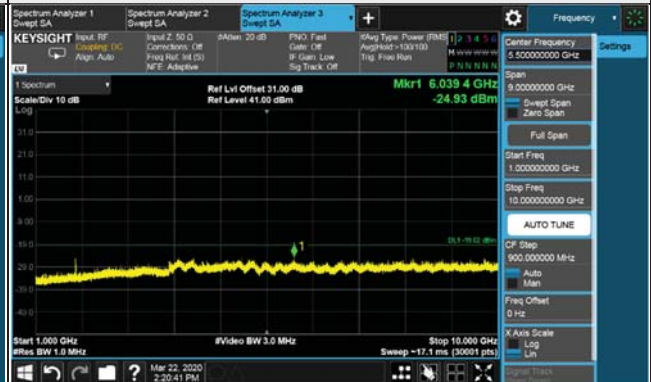 Spectrum Analyzer 1
Swept SA
Spectrum Analyzer 2
Swept SA
Spectrum Analyzer 3
Swept SA
+
Frequency
KEYSIGHT
Input: RF
Coupling: DC
Align: Auto
Input Z: 50 Ω
Corrections: Off
Freq Ref: Int (S)
NFE: Adaptive
#Atten: 20 dB
PNO: Fast
Gate: Off
IF Gain: Low
Sig Track: Off
#Avg Type: Power (RMS)
Avg|Hold:>100/100
Trig: Free Run
1 2 3 4 5 6
M w w w w w
P N N N N N
LXI
1 Spectrum
Scale/Div 10 dB
Log
Ref Lvl Offset 31.00 dB
Ref Level 41.00 dBm
Mkr1 6.039 4 GHz
-24.93 dBm
31.0
21.0
11.0
1.00
-9.00
-19.0
-29.0
-39.0
-49.0
1
Start 1.000 GHz
#Res BW 1.0 MHz
#Video BW 3.0 MHz
Stop 10.000 GHz
Sweep ~17.1 ms (30001 pts)
?
Mar 22, 2020
2:20:41 PM
Center Frequency
5.500000000 GHz
Span
9.00000000 GHz
Swept Span
Zero Span
Full Span
Start Freq
1.000000000 GHz
Stop Freq
10.000000000 GHz
AUTO TUNE
CF Step
900.000000 MHz
Auto
Man
Freq Offset
0 Hz
X Axis Scale
Log
Lin
Signal Track
Settings